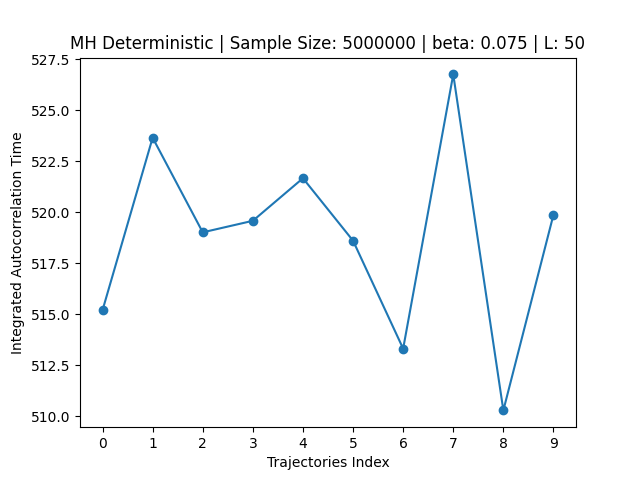 MH Deterministic | Sample Size: 5000000 | beta: 0.075 | L: 50
Integrated Autocorrelation Time
527.5
525.0
522.5
520.0
517.5
515.0
512.5
510.0
0 1 2 3 4 5 6 7 8 9
Trajectories Index